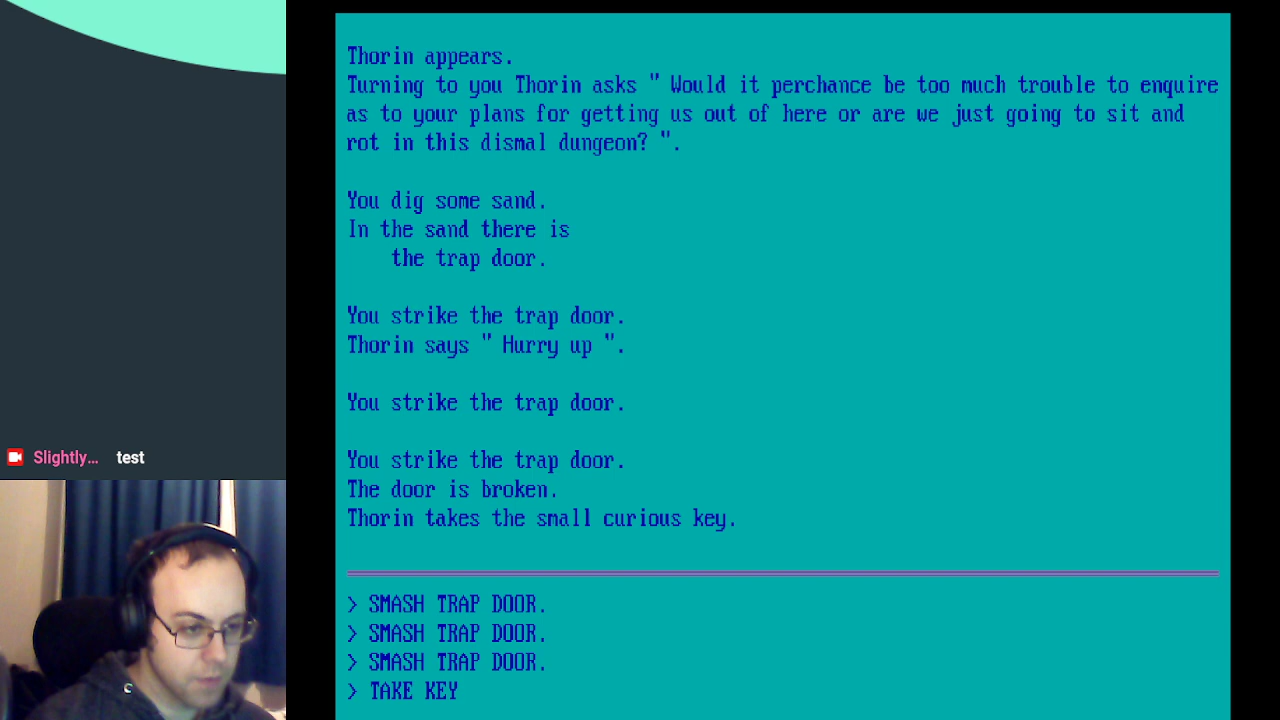 Thorin appears.
Turning to you Thorin asks " Would it perchance be too much trouble to enquire
as to your plans for getting us out of here or are we just going to sit and
rot in this dismal dungeon? ".
You dig some sand.
In the sand there is
the trap door.
You strike the trap door.
Thorin says " Hurry up ".
You strike the trap door.
You strike the trap door.
The door is broken.
Thorin takes the small curious key.
> SMASH TRAP DOOR.
> SMASH TRAP DOOR.
> SMASH TRAP DOOR.
> TAKE KEY
Slightly... test